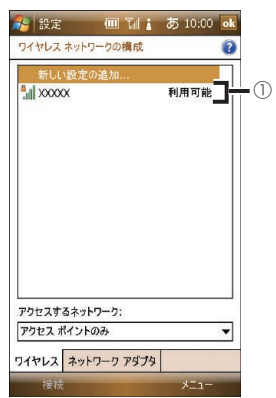 設定 あ 10:00 ok
ワイヤレス ネットワークの構成 ?
新しい設定の追加...
XXXXX 利用可能 ①
アクセスするネットワーク:
アクセス ポイントのみ
ワイヤレス ネットワーク アダプタ
接続 メニュー